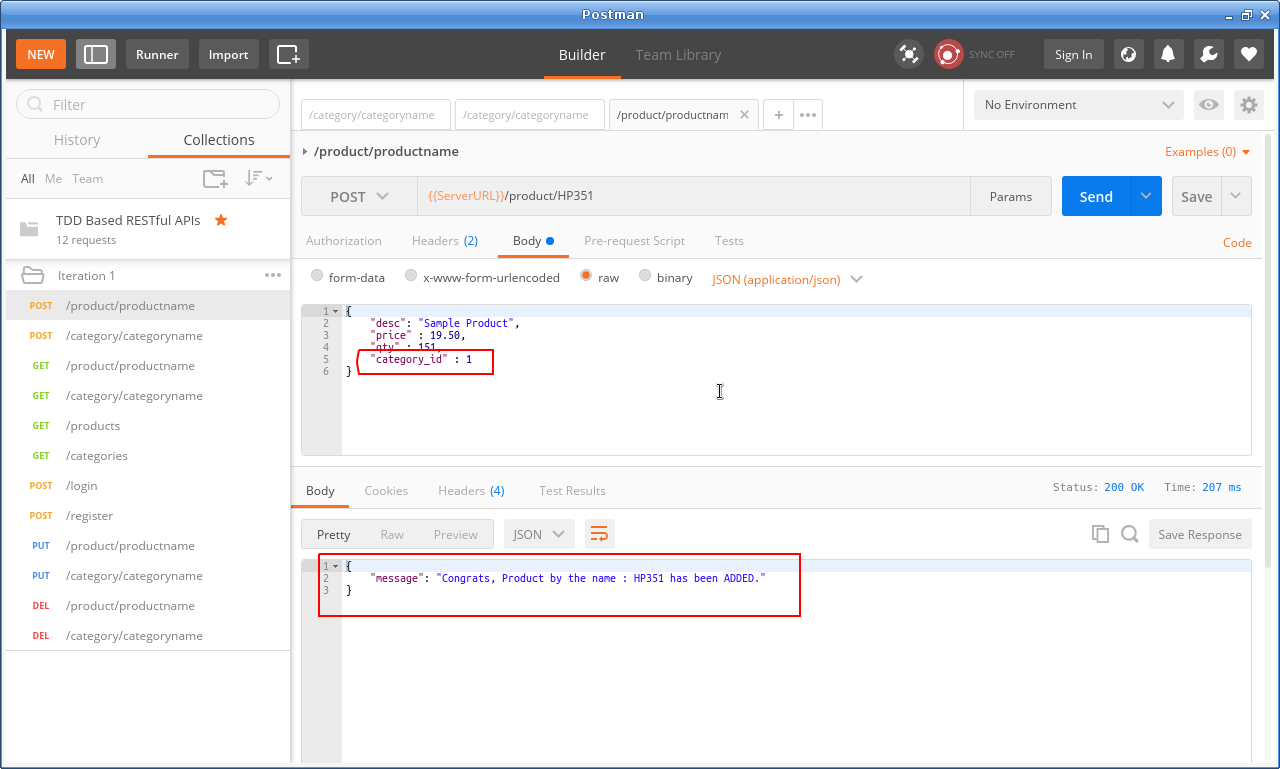 Postman
NEW
Runner
Import
Builder
Team Library
SYNC OFF
Sign In
Filter
History
Collections
All Me Team
TDD Based RESTful APIs
12 requests
Iteration 1
POST /product/productname
POST /category/categoryname
GET /product/productname
GET /category/categoryname
GET /products
GET /categories
POST /login
POST /register
PUT /product/productname
PUT /category/categoryname
DEL /product/productname
DEL /category/categoryname
/category/categoryname
/category/categoryname
/product/productnam
No Environment
/product/productname
Examples (0)
POST
{{ServerURL}}/product/HP351
Params
Send
Save
Authorization
Headers (2)
Body
Pre-request Script
Tests
Code
form-data
x-www-form-urlencoded
raw
binary
JSON (application/json)
1 {
2 "desc": "Sample Product",
3 "price" : 19.50,
4 "qty" : 151,
5 "category_id" : 1
6 }
Body
Cookies
Headers (4)
Test Results
Status: 200 OK
Time: 207 ms
Pretty
Raw
Preview
JSON
Save Response
1 {
2 "message": "Congrats, Product by the name : HP351 has been ADDED."
3 }